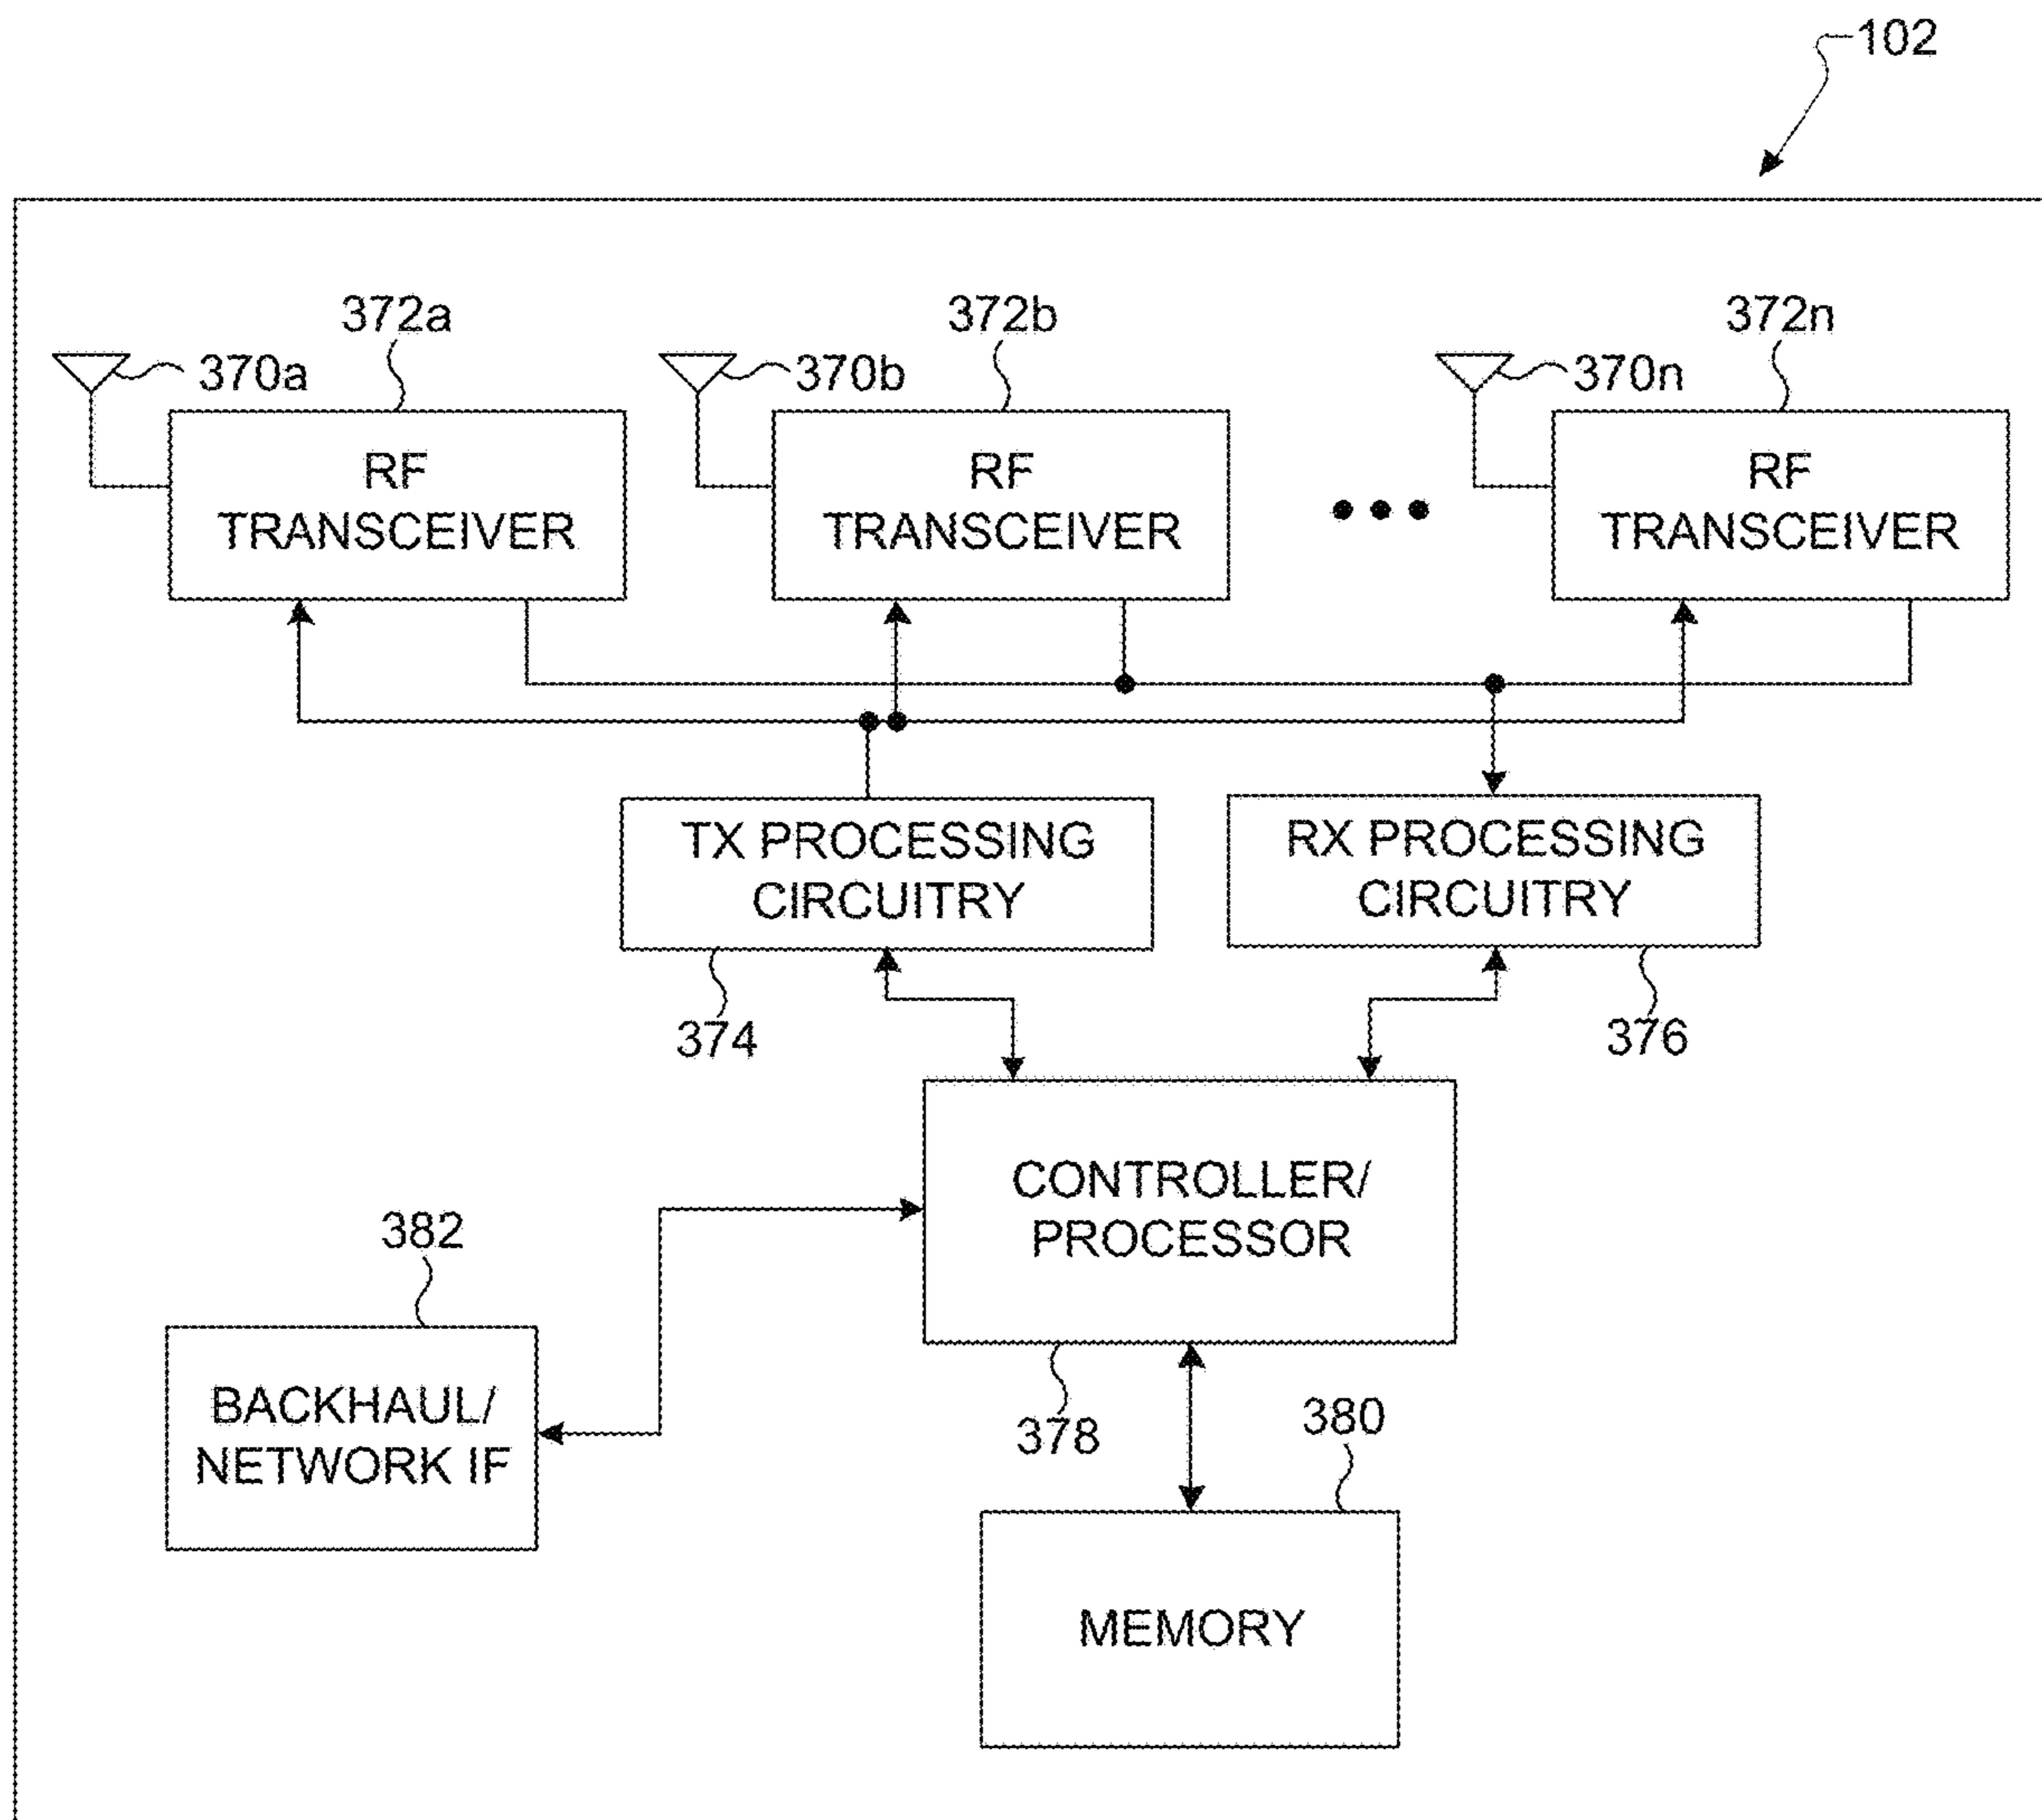 102
372a
372b
372n
370a
370b
370n
RF
TRANSCEIVER
RF
TRANSCEIVER
RF
TRANSCEIVER
TX PROCESSING
CIRCUITRY
RX PROCESSING
CIRCUITRY
374
376
CONTROLLER/
PROCESSOR
382
BACKHAUL/
NETWORK IF
378
380
MEMORY